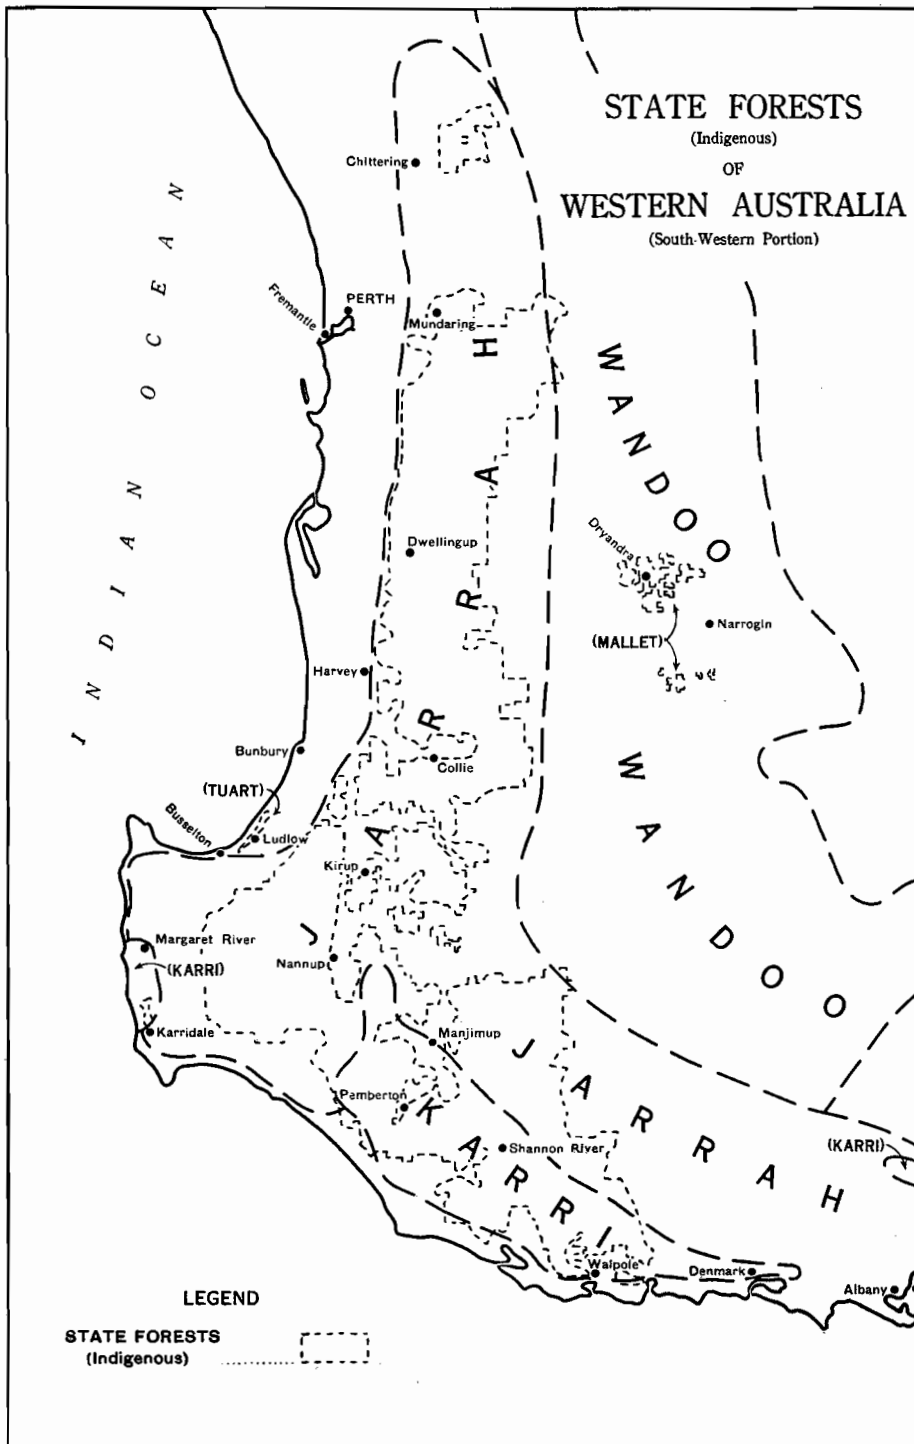 STATE FORESTS
(Indigenous)
OF
WESTERN AUSTRALIA
(South-Western Portion)
INDIAN OCEAN
Chittering
PERTH
Fremantle
Mundaring
WANDOO
JARRAH
Dwellingup
Dryandra
Narrogin
(MALLET)
Harvey
Bunbury
Collie
(TUART)
Busselton
Ludlow
Kirup
WANDOO
Margaret River
(KARRI)
Nannup
Karridale
Manjimup
JARRAH
Pemberton
KARRI
Shannon River
(KARRI)
Walpole
Denmark
Albany
LEGEND
STATE FORESTS
(Indigenous)